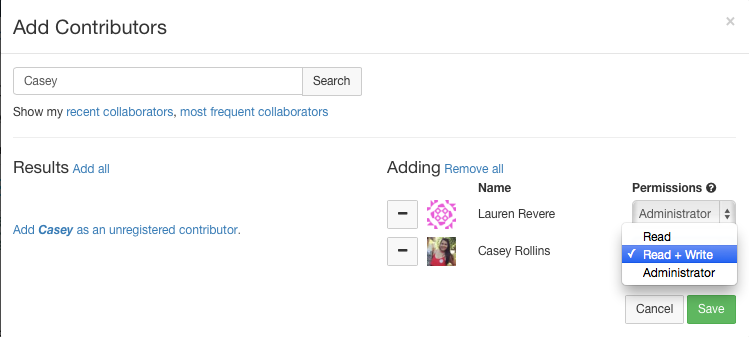 Add Contributors ×
Casey Search
Show my recent collaborators, most frequent collaborators
Results Add all
Add Casey as an unregistered contributor.
Adding Remove all
Name Permissions ?
− Lauren Revere Administrator
− Casey Rollins
Read
✓ Read + Write
Administrator
Cancel Save